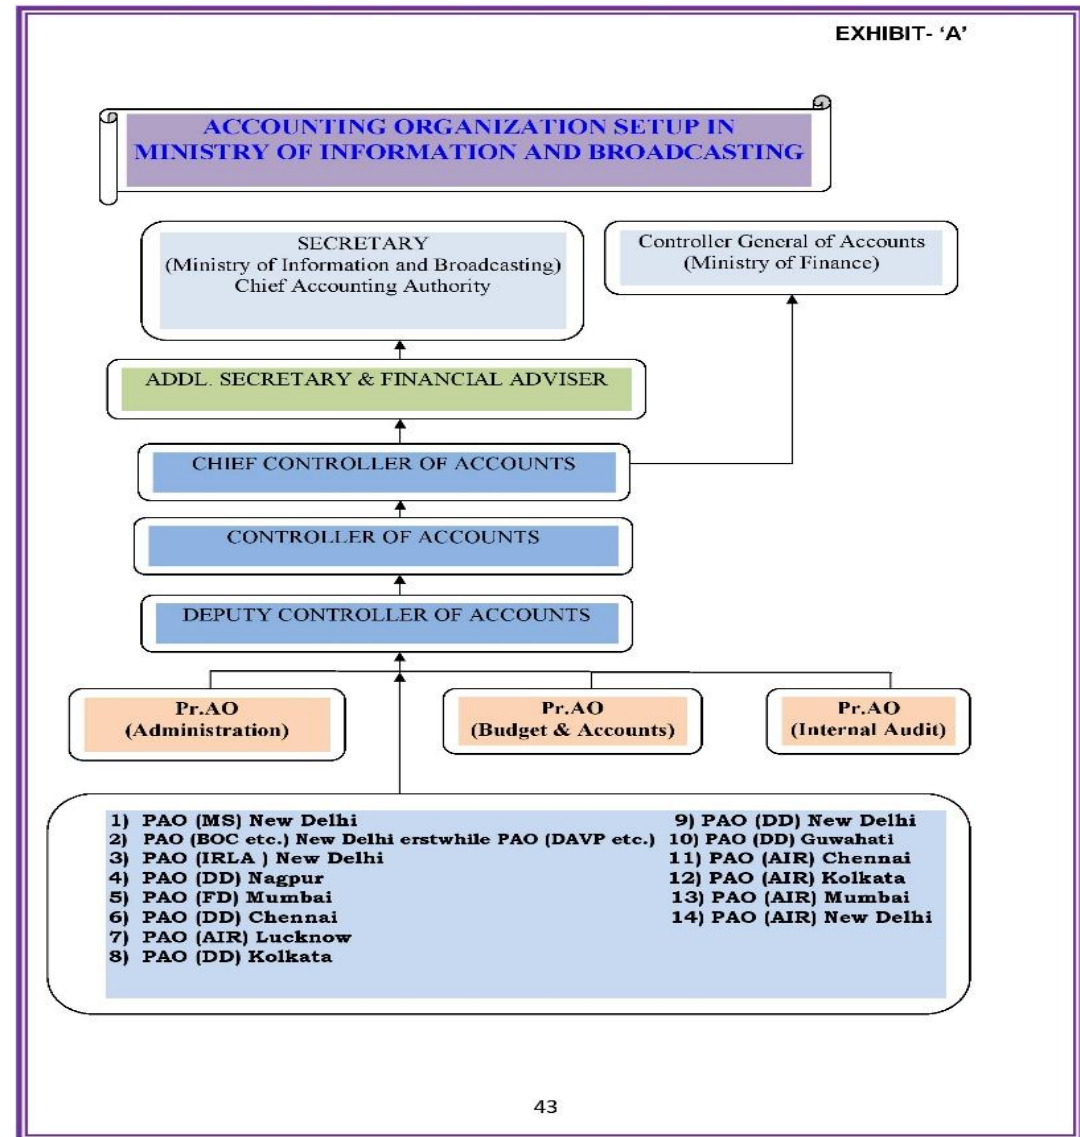 EXHIBIT- ‘A’
ACCOUNTING ORGANIZATION SETUP IN
MINISTRY OF INFORMATION AND BROADCASTING
SECRETARY
(Ministry of Information and Broadcasting)
Chief Accounting Authority
Controller General of Accounts
(Ministry of Finance)
ADDL. SECRETARY & FINANCIAL ADVISER
CHIEF CONTROLLER OF ACCOUNTS
CONTROLLER OF ACCOUNTS
DEPUTY CONTROLLER OF ACCOUNTS
Pr.AO
(Administration)
Pr.AO
(Budget & Accounts)
Pr.AO
(Internal Audit)
1) PAO (MS) New Delhi
2) PAO (BOC etc.) New Delhi erstwhile PAO (DAVP etc.)
3) PAO (IRLA ) New Delhi
4) PAO (DD) Nagpur
5) PAO (FD) Mumbai
6) PAO (DD) Chennai
7) PAO (AIR) Lucknow
8) PAO (DD) Kolkata
9) PAO (DD) New Delhi
10) PAO (DD) Guwahati
11) PAO (AIR) Chennai
12) PAO (AIR) Kolkata
13) PAO (AIR) Mumbai
14) PAO (AIR) New Delhi
43